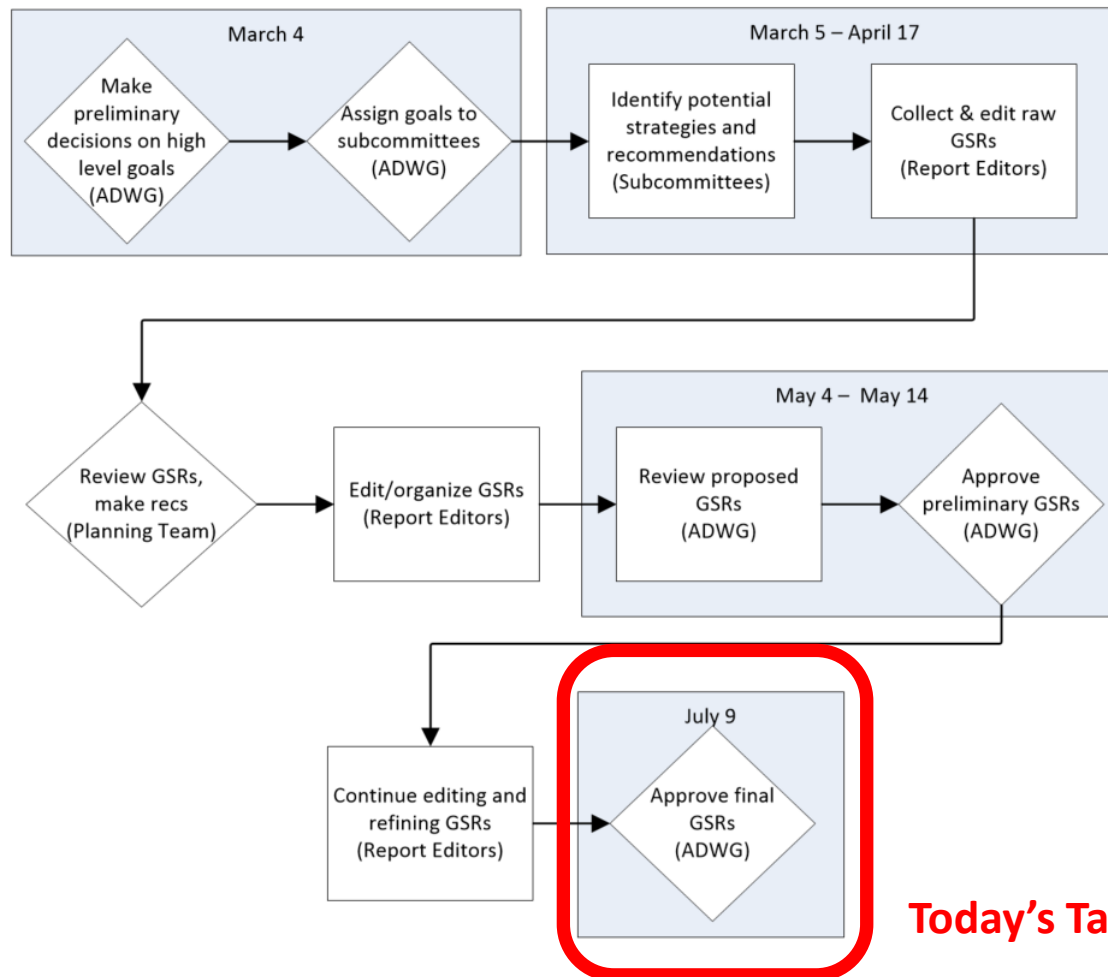 March 4
Make
preliminary
decisions on high
level goals
(ADWG)
Assign goals to
subcommittees
(ADWG)
March 5 – April 17
Identify potential
strategies and
recommendations
(Subcommittees)
Collect & edit raw
GSRs
(Report Editors)
Review GSRs,
make recs
(Planning Team)
Edit/organize GSRs
(Report Editors)
May 4 –  May 14
Review proposed
GSRs
(ADWG)
Approve
preliminary GSRs
(ADWG)
Continue editing and
refining GSRs
(Report Editors)
July 9
Approve final
GSRs
(ADWG)
Today’s Ta